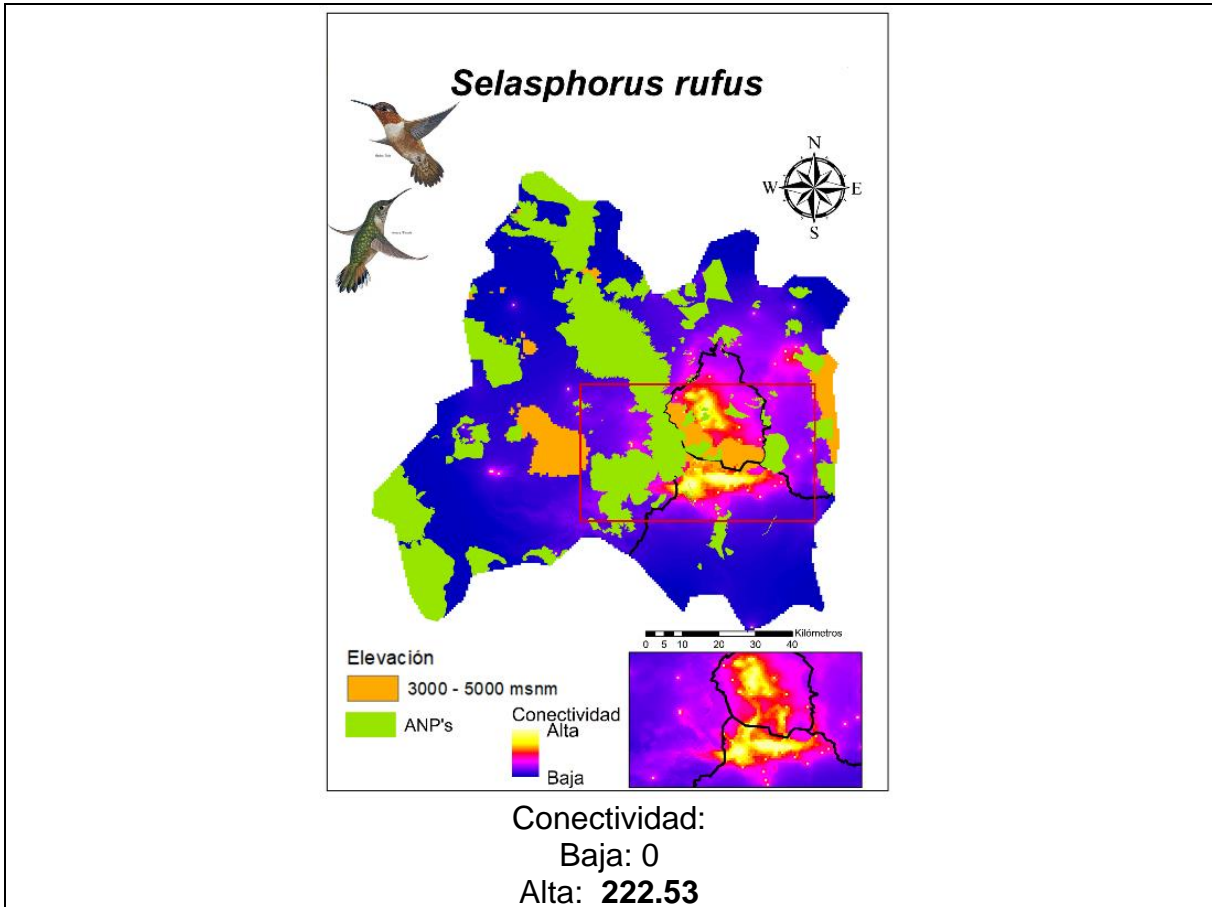 Selasphorus rufus
N
W E
S
Kilómetros
0 5 10 20 30 40
Elevación
3000 - 5000 msnm
ANP's
Conectividad
Alta
Baja
Conectividad:
Baja: 0
Alta: 222.53